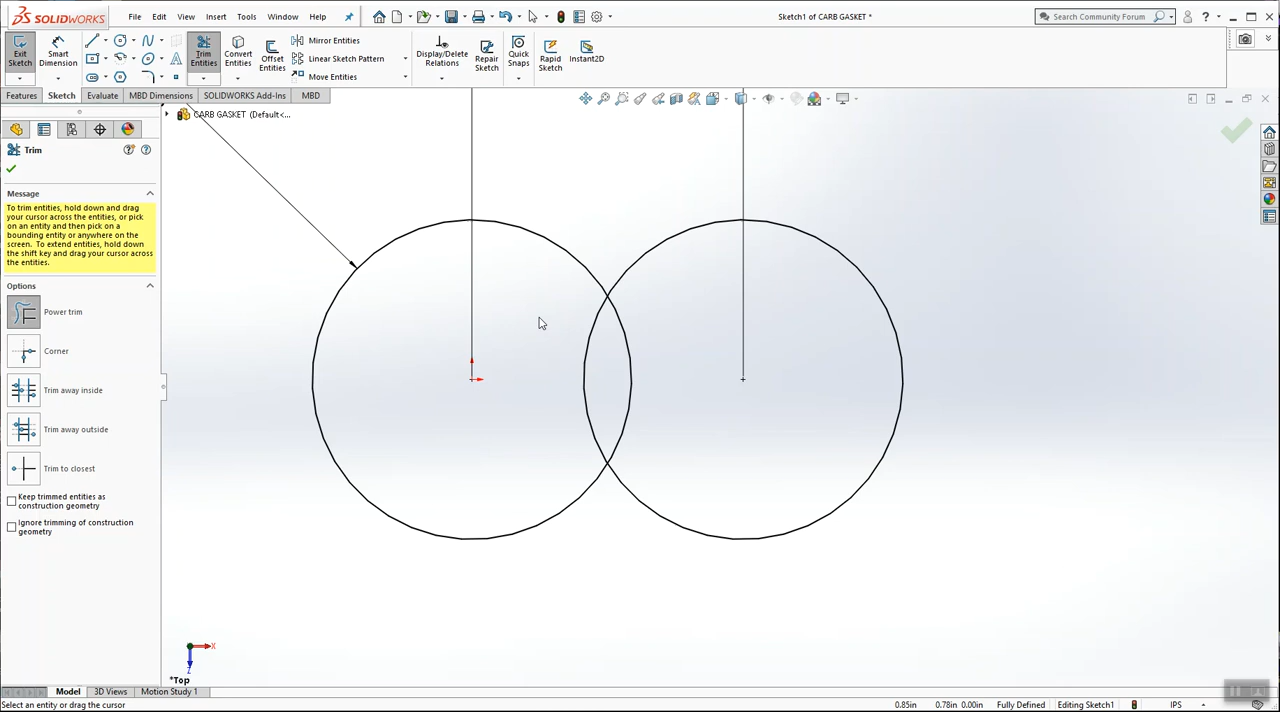 SOLIDWORKS
File Edit View Insert Tools Window Help
Sketch1 of CARB GASKET *
Search Community Forum
Exit Sketch
Smart Dimension
Trim Entities
Convert Entities
Offset Entities
Mirror Entities
Linear Sketch Pattern
Move Entities
Display/Delete Relations
Repair Sketch
Quick Snaps
Rapid Sketch
Instant2D
Features Sketch Evaluate MBD Dimensions SOLIDWORKS Add-Ins MBD
CARB GASKET (Default<...
Trim
Message
To trim entities, hold down and drag
your cursor across the entities, or pick
on an entity and then pick on a
bounding entity or anywhere on the
screen. To extend entities, hold down
the shift key and drag your cursor across
the entities.
Options
Power trim
Corner
Trim away inside
Trim away outside
Trim to closest
Keep trimmed entities as
construction geometry
Ignore trimming of construction
geometry
X
Z
*Top
Model 3D Views Motion Study 1
Select an entity or drag the cursor
0.85in 0.78in 0.00in Fully Defined Editing Sketch1 IPS